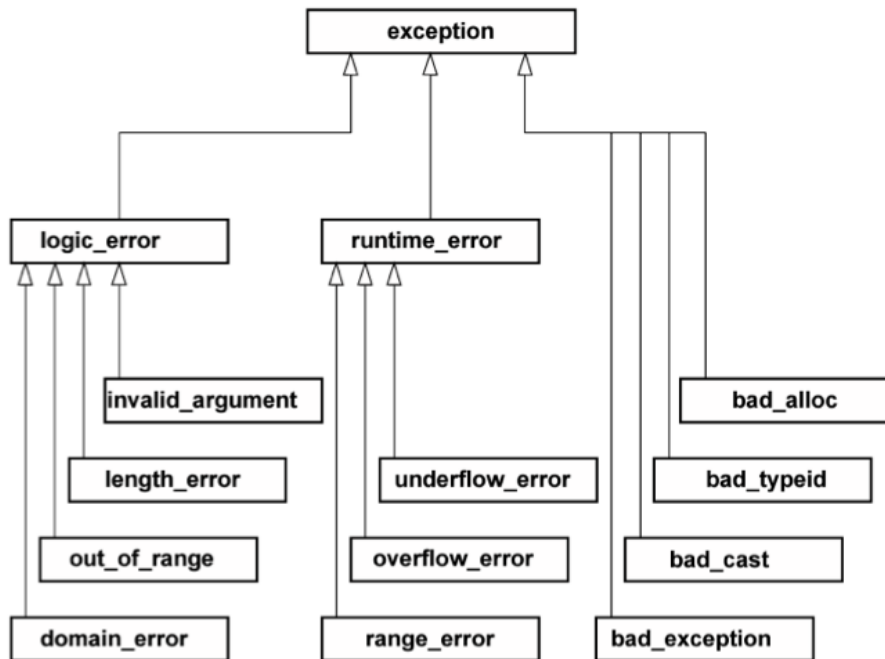 exception
logic_error
runtime_error
invalid_argument
bad_alloc
length_error
underflow_error
bad_typeid
out_of_range
overflow_error
bad_cast
domain_error
range_error
bad_exception